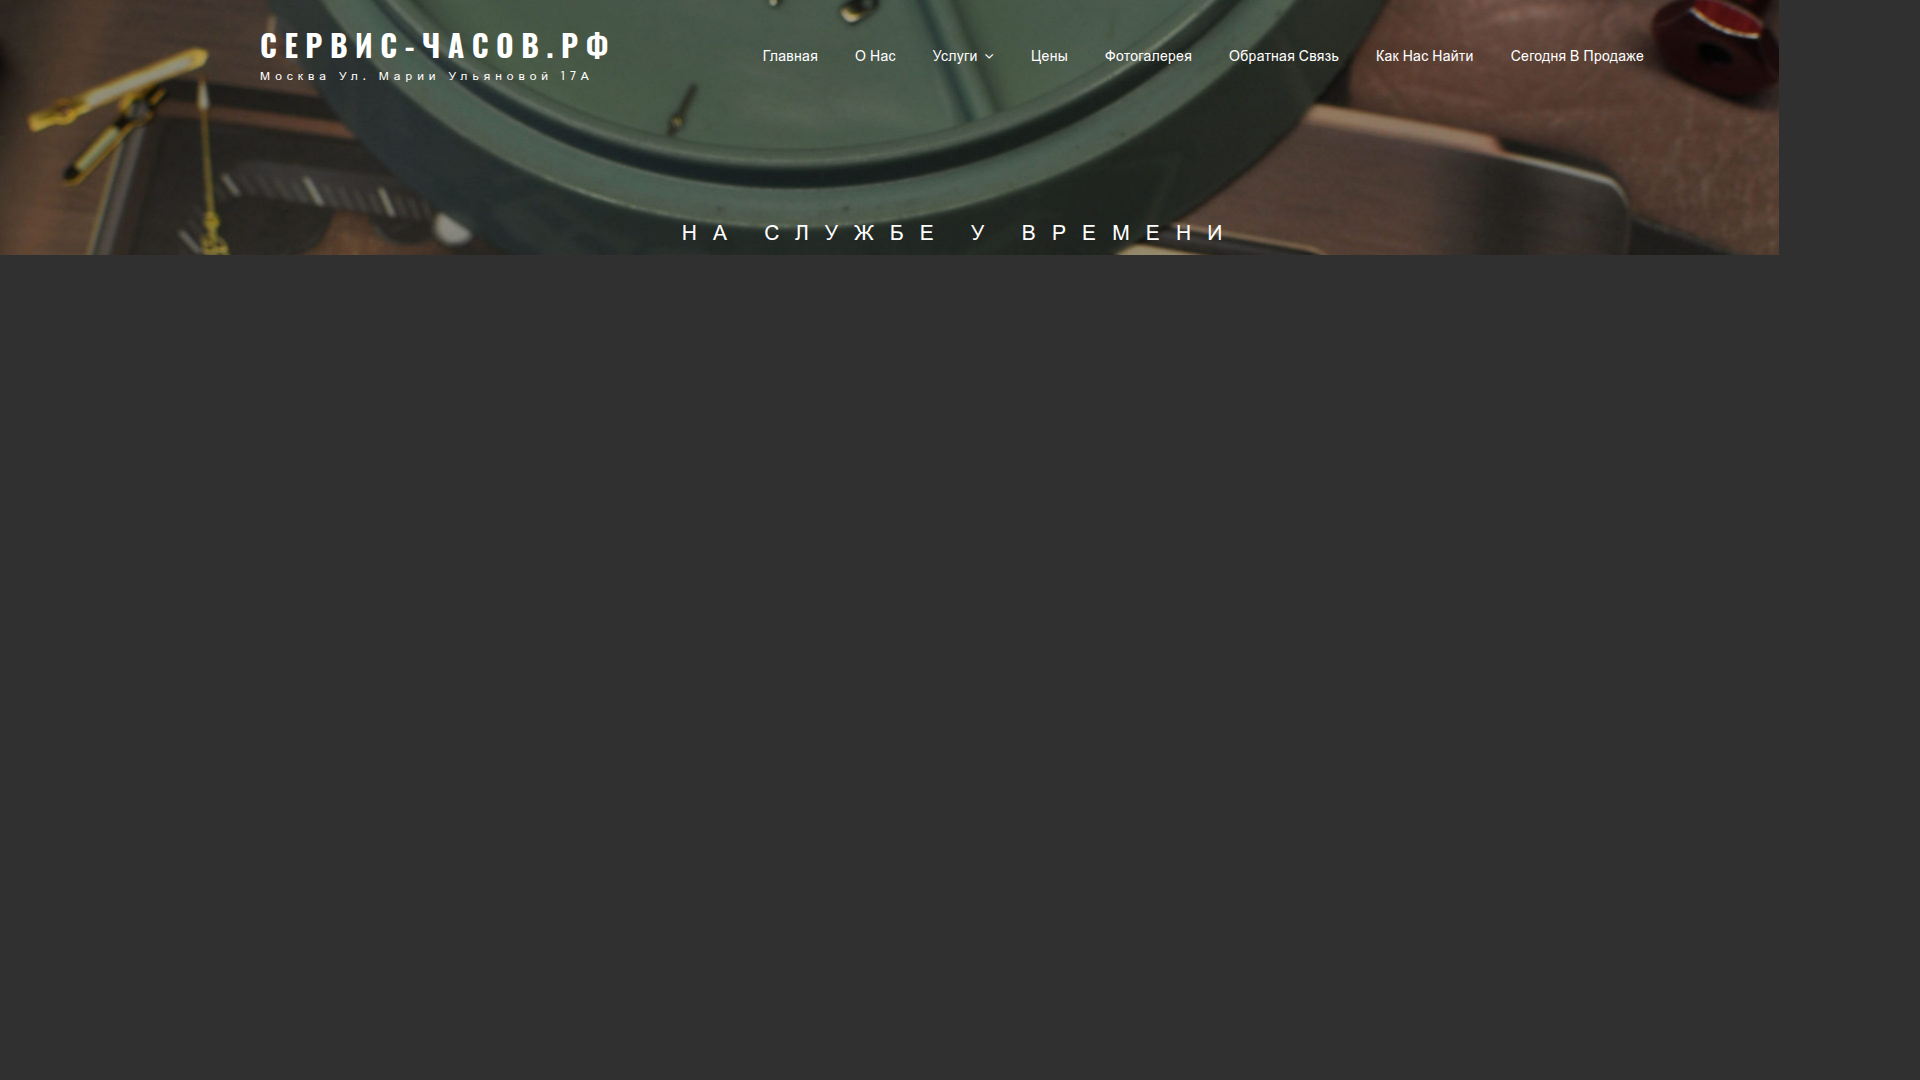 СЕРВИС-ЧАСОВ.РФ
Москва Ул. Марии Ульяновой 17А
Главная
О Нас
Услуги
Цены
Фотогалерея
Обратная Связь
Как Нас Найти
Сегодня В Продаже
НА СЛУЖБЕ У ВРЕМЕНИ